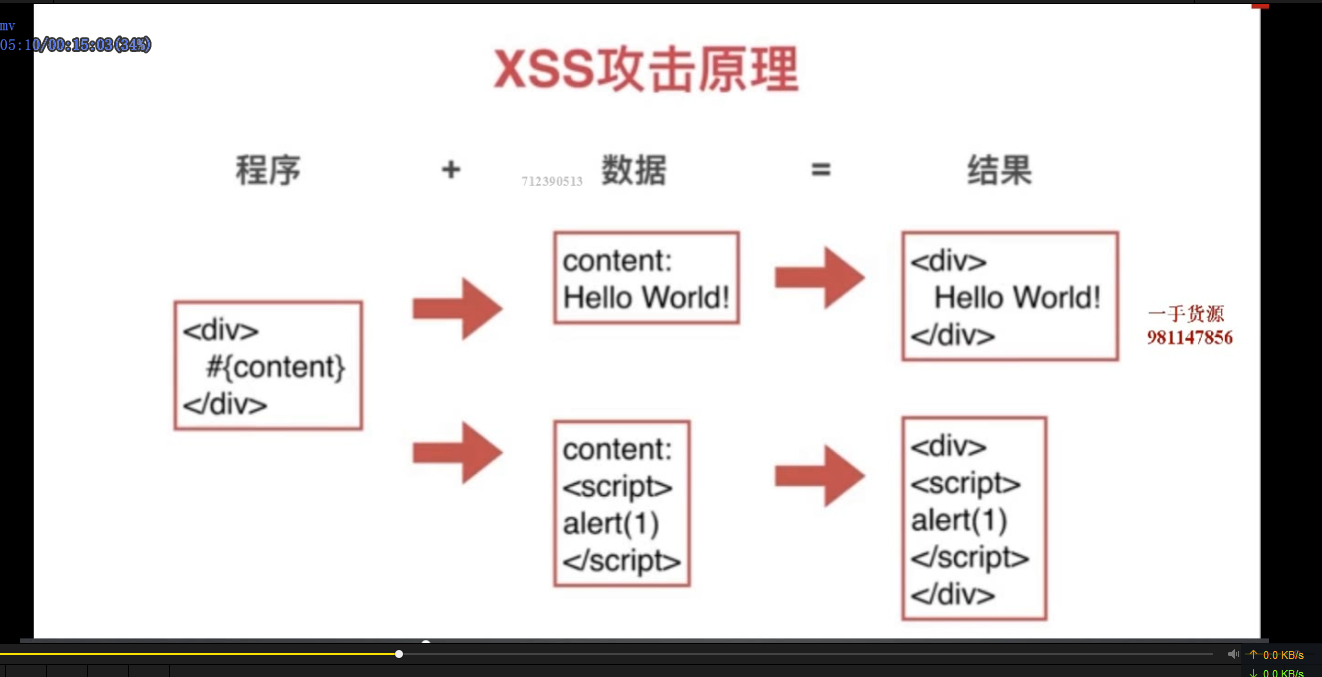 mv
05:10/00:15:03(34%)
XSS攻击原理
程序 + 数据 = 结果
712390513
<div>
#{content}
</div>
content:
Hello World!
<div>
Hello World!
</div>
content:
<script>
alert(1)
</script>
<div>
<script>
alert(1)
</script>
</div>
一手货源
981147856
↑ 0.0 KB/s
↓ 0.0 KB/s